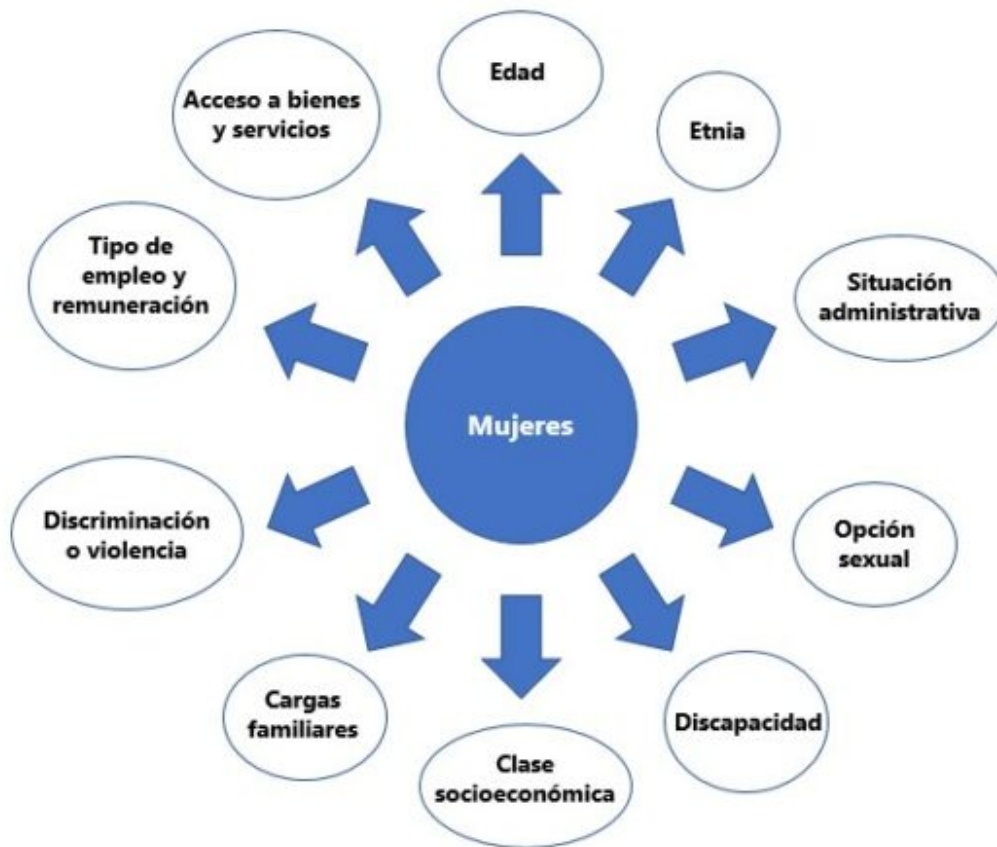 Edad
Etnia
Situación
administrativa
Opción
sexual
Discapacidad
Clase
socioeconómica
Cargas
familiares
Discriminación
o violencia
Tipo de
empleo y
remuneración
Acceso a bienes
y servicios
Mujeres